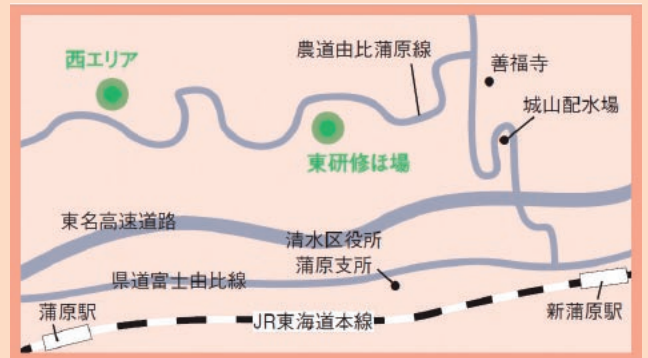 西エリア
農道由比蒲原線
善福寺
城山配水場
東研修ほ場
東名高速道路
清水区役所
蒲原支所
県道富士由比線
蒲原駅
JR東海道本線
新蒲原駅